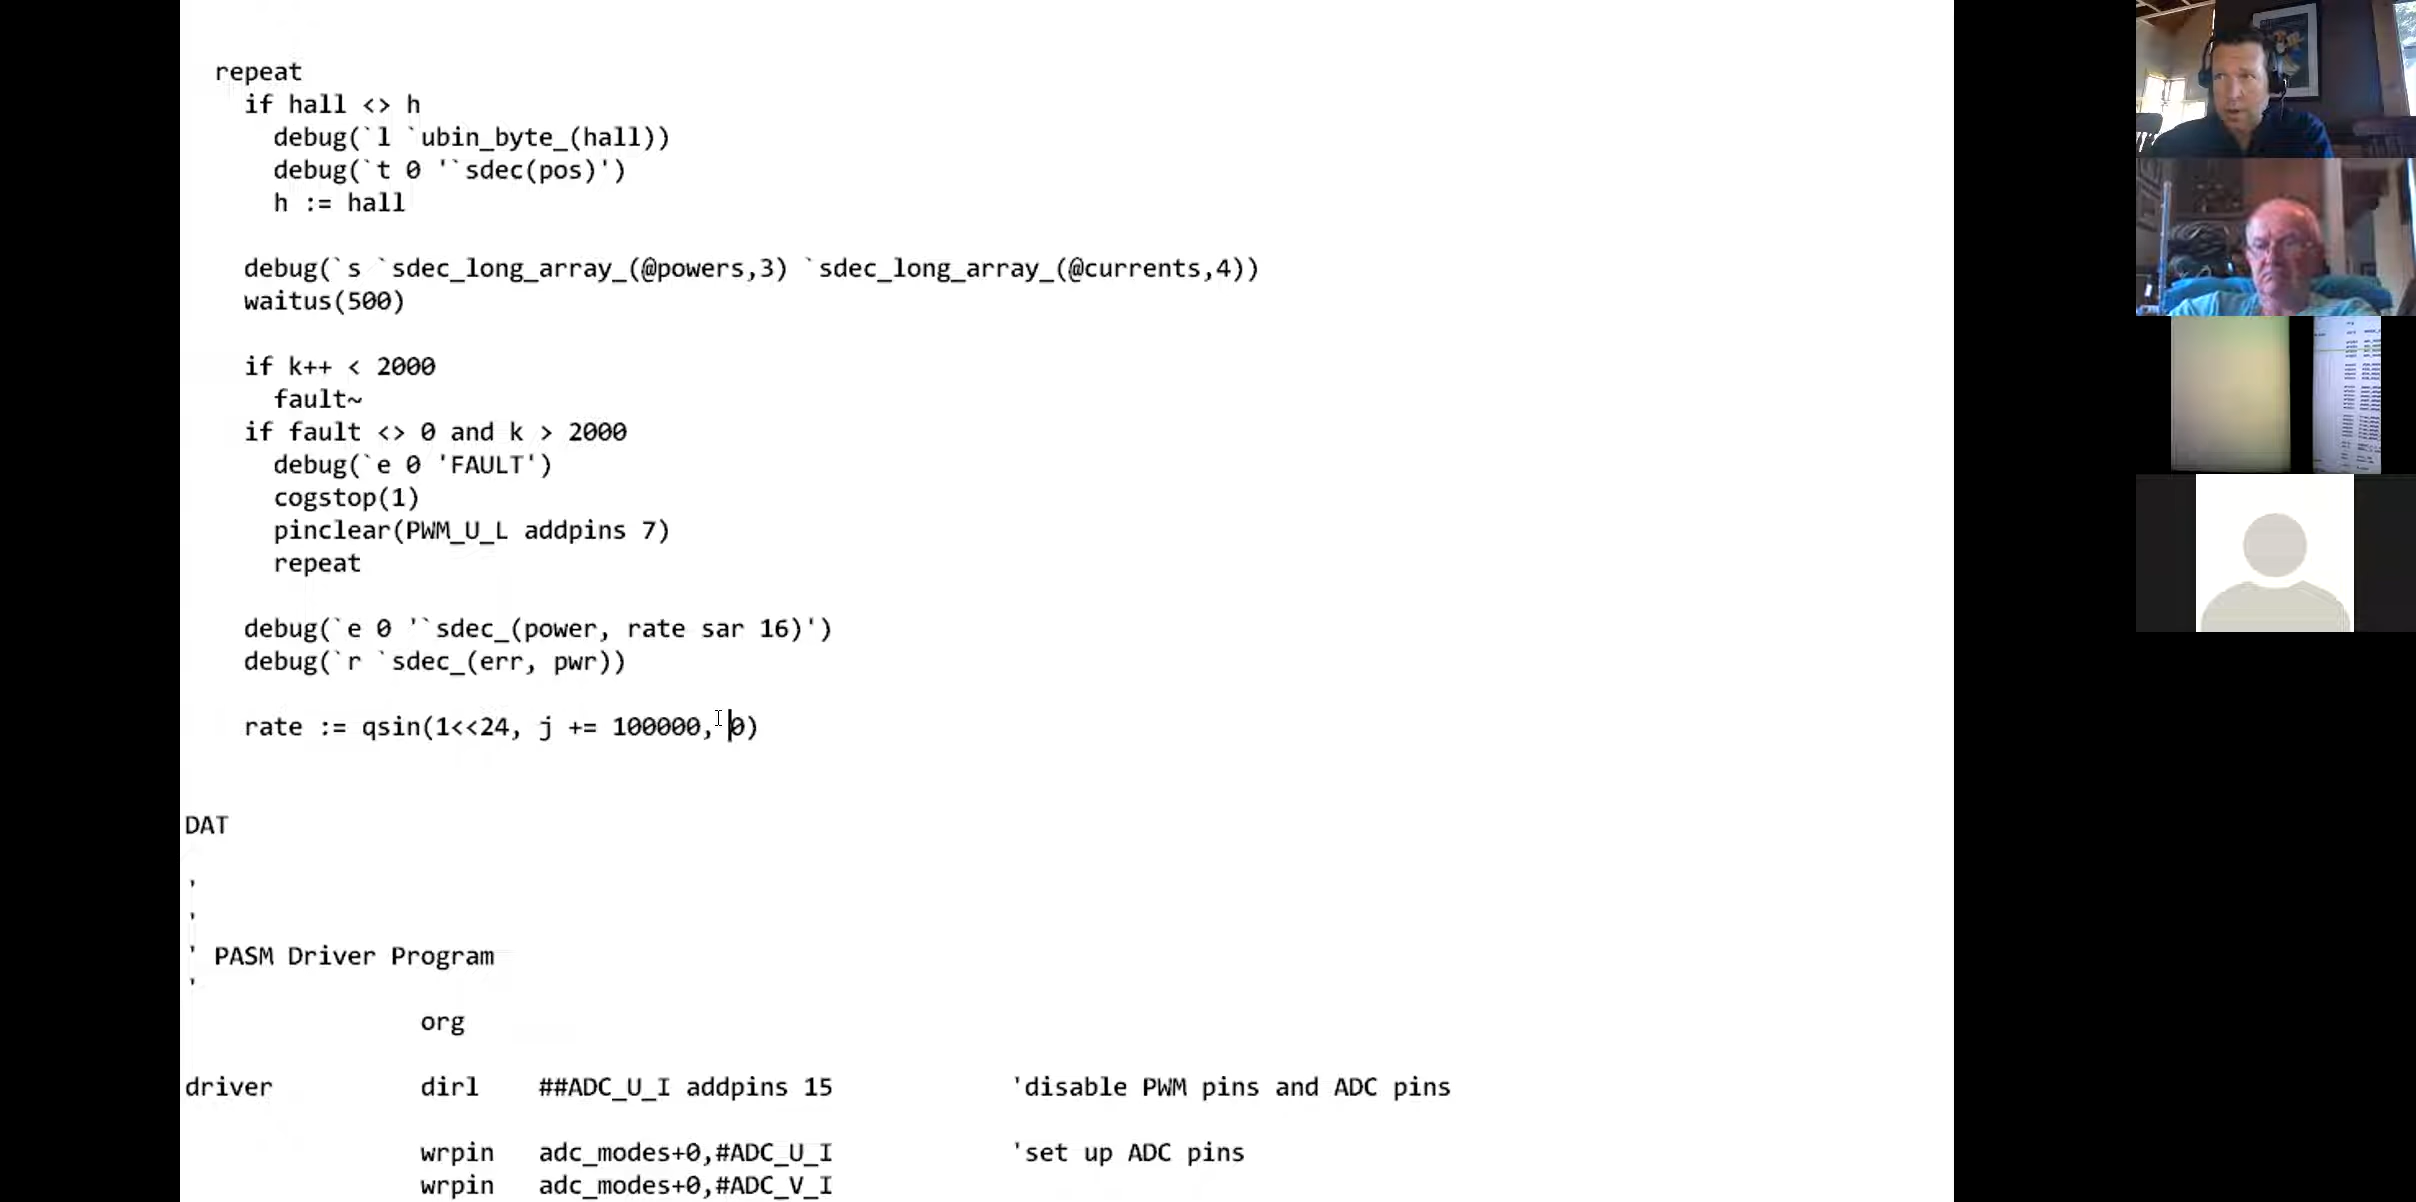 repeat
if hall <> h
debug(`l `ubin_byte_(hall))
debug(`t 0 '`sdec(pos)')
h := hall
debug(`s `sdec_long_array_(@powers,3) `sdec_long_array_(@currents,4))
waitus(500)
if k++ < 2000
fault~
if fault <> 0 and k > 2000
debug(`e 0 'FAULT')
cogstop(1)
pinclear(PWM_U_L addpins 7)
repeat
debug(`e 0 '`sdec_(power, rate sar 16)')
debug(`r `sdec_(err, pwr))
rate := qsin(1<<24, j += 100000, 0)
DAT
'
'
' PASM Driver Program
'
org
driver dirl ##ADC_U_I addpins 15 'disable PWM pins and ADC pins
wrpin adc_modes+0,#ADC_U_I 'set up ADC pins
wrpin adc_modes+0,#ADC_V_I